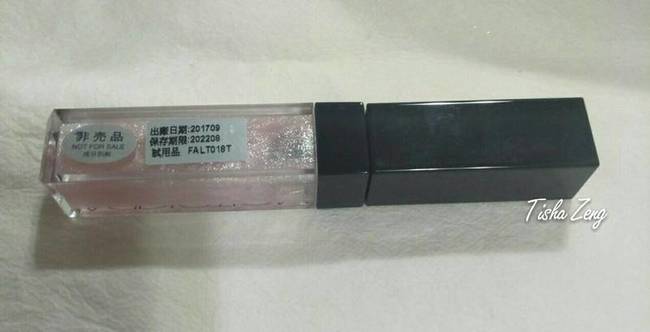 非売品
NOT FOR SALE
出廠日期:201709
保存期限:202208
試用品 FALT018T
Tisha Zeng